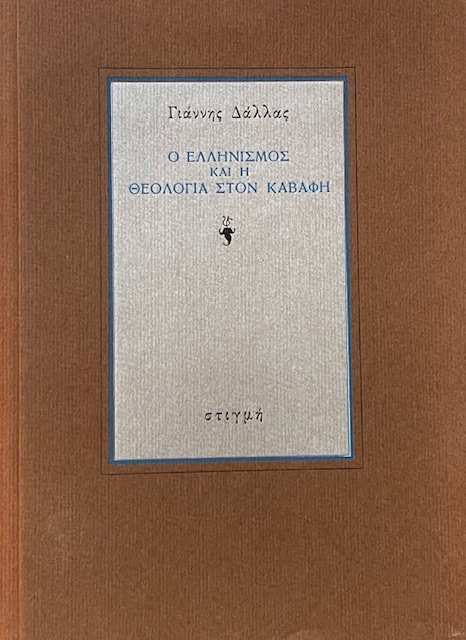 Γιάννης Δάλλας
Ο ΕΛΛΗΝΙΣΜΟΣ
ΚΑΙ Η
ΘΕΟΛΟΓΙΑ ΣΤΟΝ ΚΑΒΑΦΗ
στιγμή